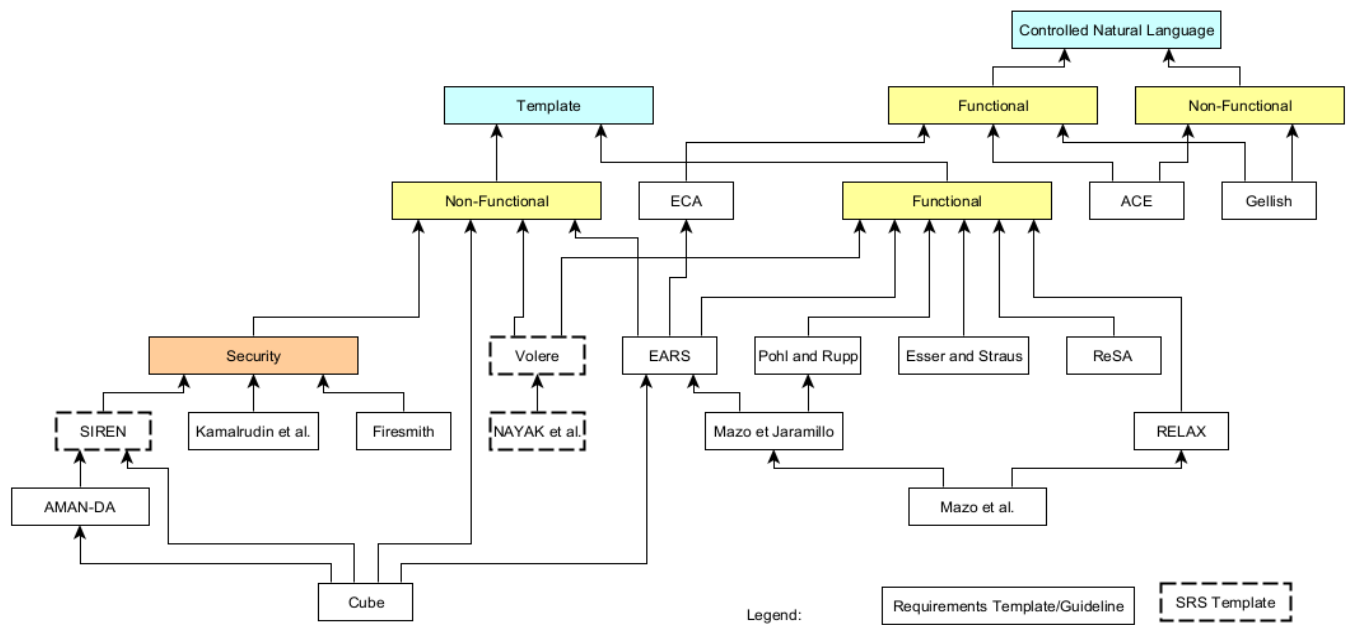 Controlled Natural Language
Template
Functional
Non-Functional
Non-Functional
ECA
Functional
ACE
Gellish
Security
Volere
EARS
Pohl and Rupp
Esser and Straus
ReSA
SIREN
Kamalrudin et al.
Firesmith
NAYAK et al.
Mazo et Jaramillo
RELAX
AMAN-DA
Mazo et al.
Cube
Legend:
Requirements Template/Guideline
SRS Template